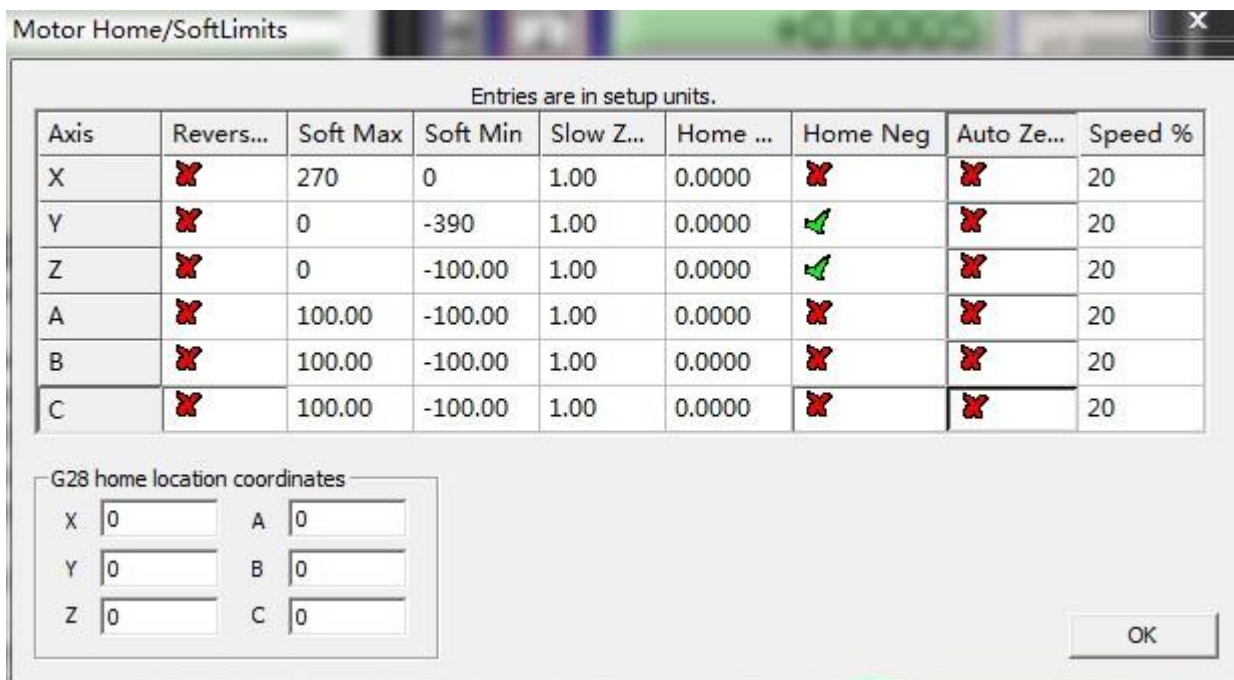 Motor Home/SoftLimits
+0.0005
X
Entries are in setup units.
Axis Revers... Soft Max Soft Min Slow Z... Home ... Home Neg Auto Ze... Speed %
X 270 0 1.00 0.0000 20
Y 0 -390 1.00 0.0000 20
Z 0 -100.00 1.00 0.0000 20
A 100.00 -100.00 1.00 0.0000 20
B 100.00 -100.00 1.00 0.0000 20
C 100.00 -100.00 1.00 0.0000 20
G28 home location coordinates
X 0 A 0
Y 0 B 0
Z 0 C 0
OK